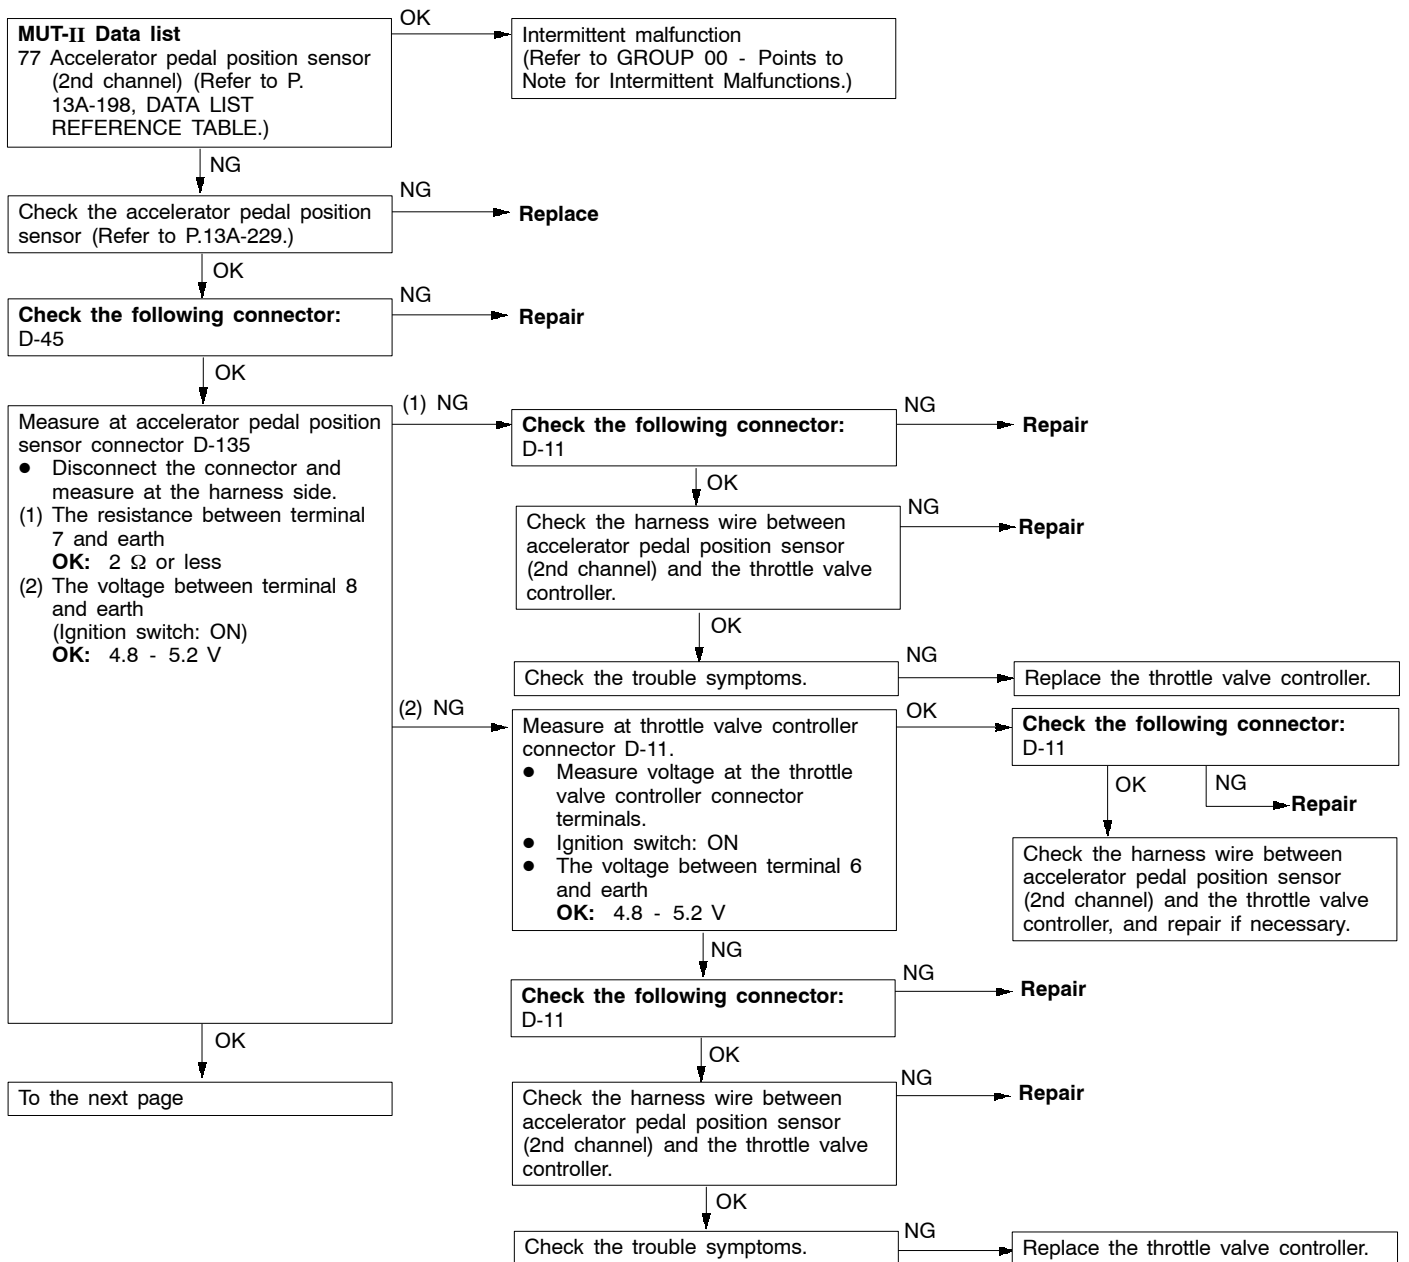 MUT-II Data list
77 Accelerator pedal position sensor
(2nd channel) (Refer to P.
13A-198, DATA LIST
REFERENCE TABLE.)
OK
Intermittent malfunction
(Refer to GROUP 00 - Points to
Note for Intermittent Malfunctions.)
NG
Check the accelerator pedal position
sensor (Refer to P.13A-229.)
NG
Replace
OK
Check the following connector:
D-45
NG
Repair
OK
Measure at accelerator pedal position
sensor connector D-135
● Disconnect the connector and
measure at the harness side.
(1) The resistance between terminal
7 and earth
OK: 2 Ω or less
(2) The voltage between terminal 8
and earth
(Ignition switch: ON)
OK: 4.8 - 5.2 V
(1) NG
Check the following connector:
D-11
NG
Repair
OK
Check the harness wire between
accelerator pedal position sensor
(2nd channel) and the throttle valve
controller.
NG
Repair
OK
Check the trouble symptoms.
NG
Replace the throttle valve controller.
(2) NG
Measure at throttle valve controller
connector D-11.
● Measure voltage at the throttle
valve controller connector
terminals.
● Ignition switch: ON
● The voltage between terminal 6
and earth
OK: 4.8 - 5.2 V
OK
Check the following connector:
D-11
OK
NG
Repair
Check the harness wire between
accelerator pedal position sensor
(2nd channel) and the throttle valve
controller, and repair if necessary.
NG
Check the following connector:
D-11
NG
Repair
OK
Check the harness wire between
accelerator pedal position sensor
(2nd channel) and the throttle valve
controller.
NG
Repair
OK
Check the trouble symptoms.
NG
Replace the throttle valve controller.
OK
To the next page